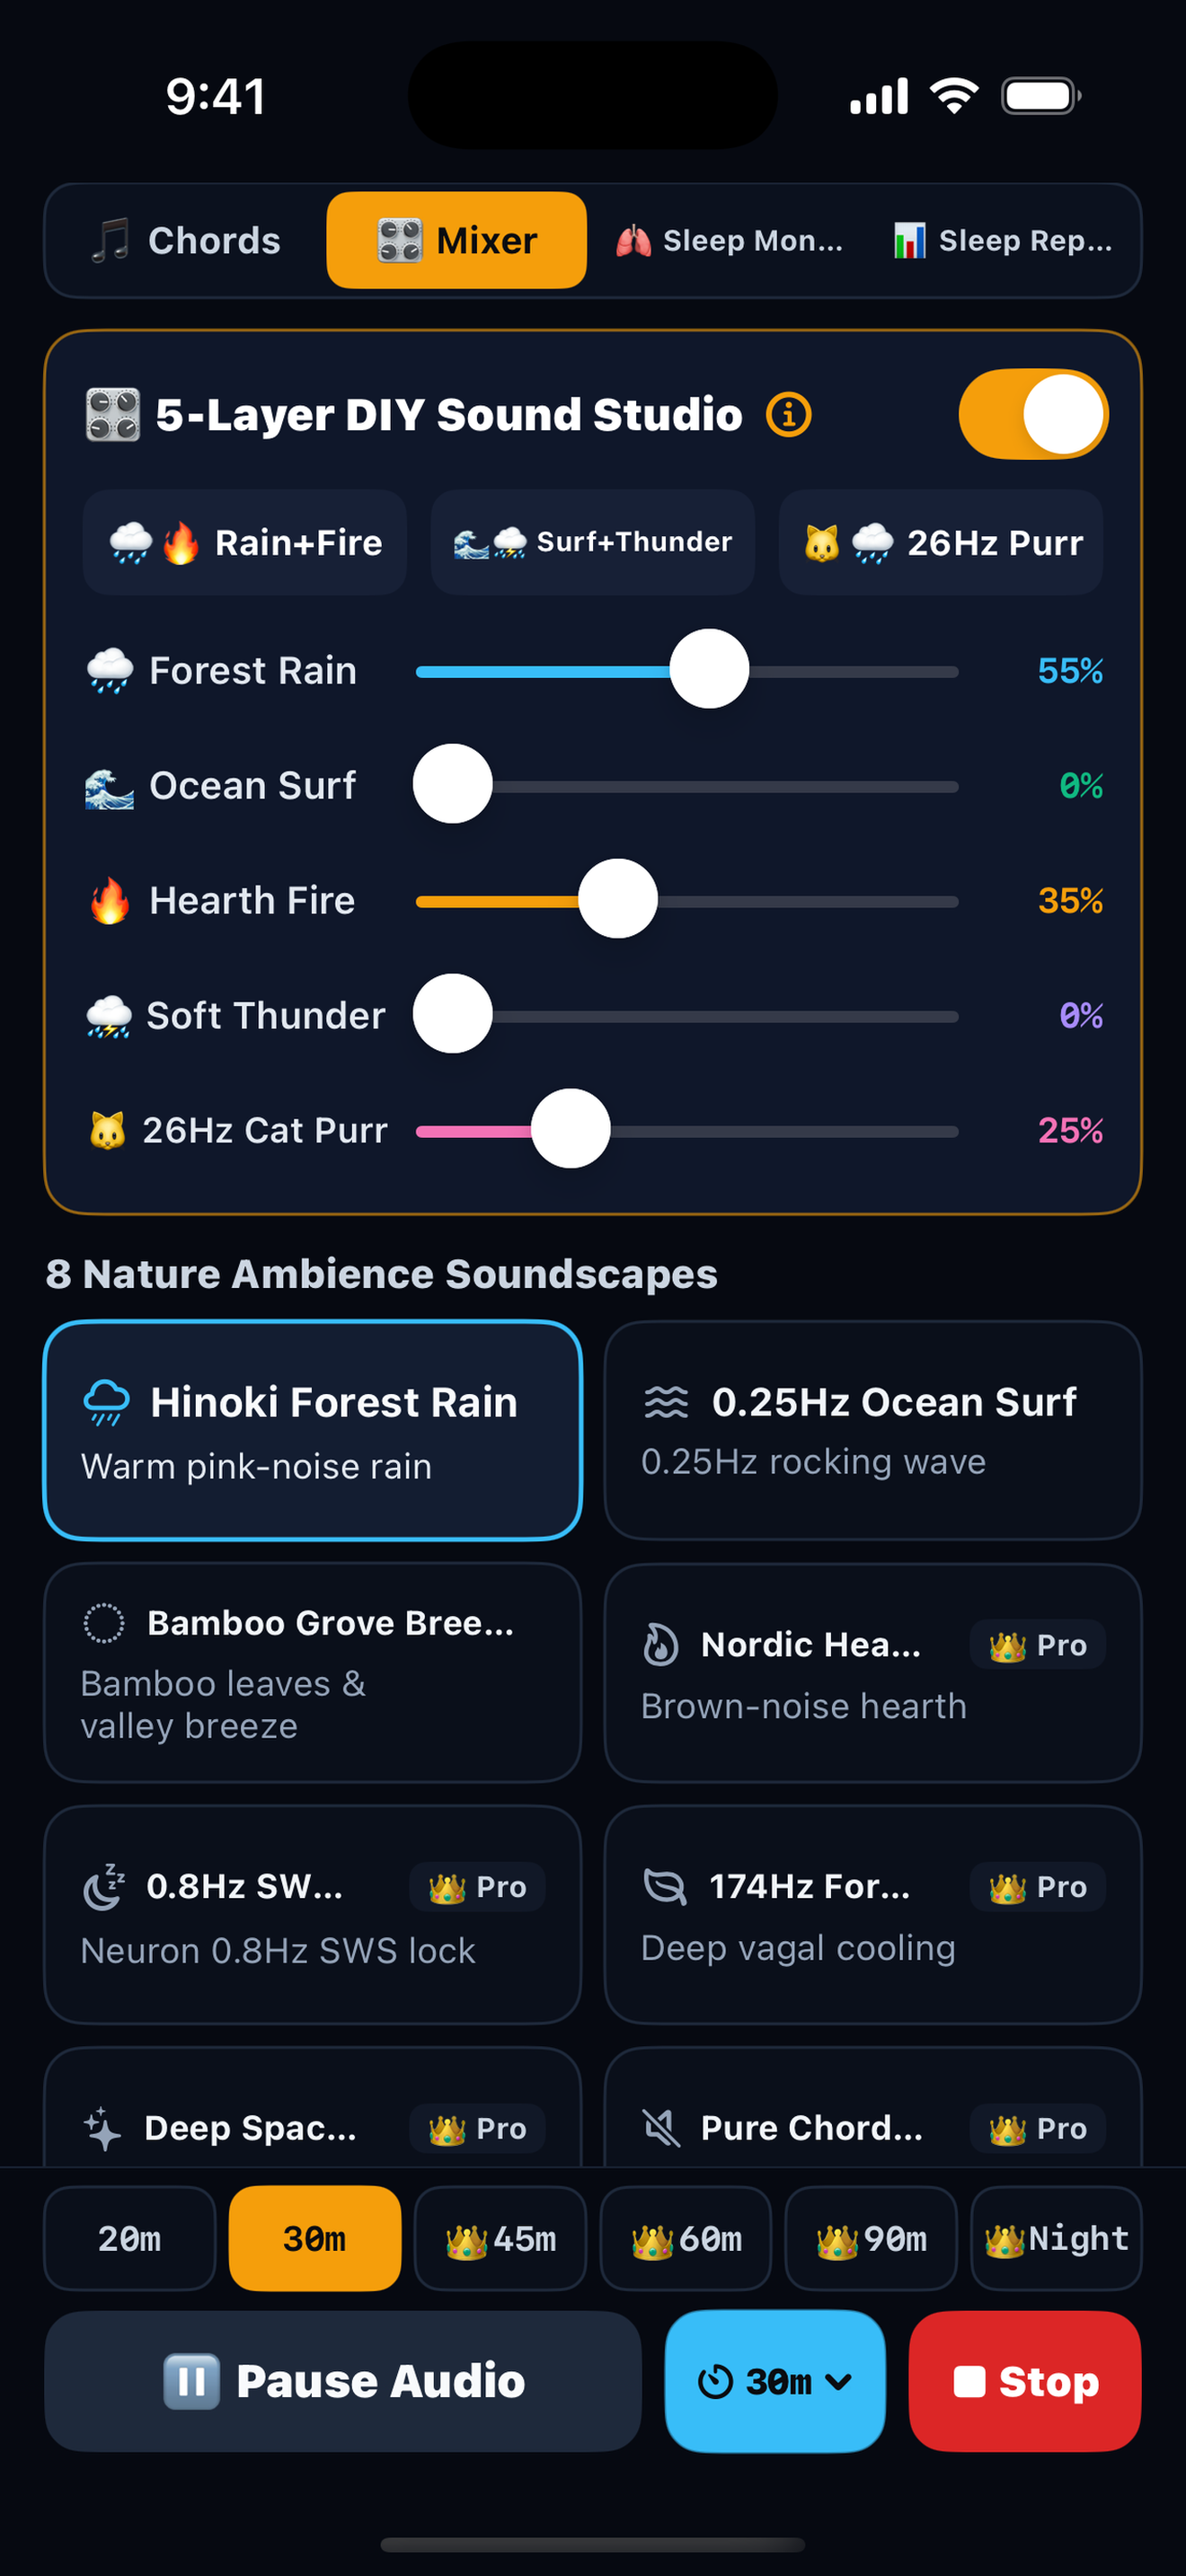 9:41
🎵 Chords
🎛️ Mixer
🫁 Sleep Mon...
📊 Sleep Rep...
🎛️ 5-Layer DIY Sound Studio
🌧️🔥 Rain+Fire
🌊⛈️ Surf+Thunder
🐱🌧️ 26Hz Purr
🌧️ Forest Rain 55%
🌊 Ocean Surf 0%
🔥 Hearth Fire 35%
⛈️ Soft Thunder 0%
🐱 26Hz Cat Purr 25%
8 Nature Ambience Soundscapes
Hinoki Forest Rain
Warm pink-noise rain
0.25Hz Ocean Surf
0.25Hz rocking wave
Bamboo Grove Bree...
Bamboo leaves &
valley breeze
Nordic Hea... 👑 Pro
Brown-noise hearth
0.8Hz SW... 👑 Pro
Neuron 0.8Hz SWS lock
174Hz For... 👑 Pro
Deep vagal cooling
Deep Spac... 👑 Pro
Pure Chord... 👑 Pro
20m
30m
👑45m
👑60m
👑90m
👑Night
⏸️ Pause Audio
30m
Stop